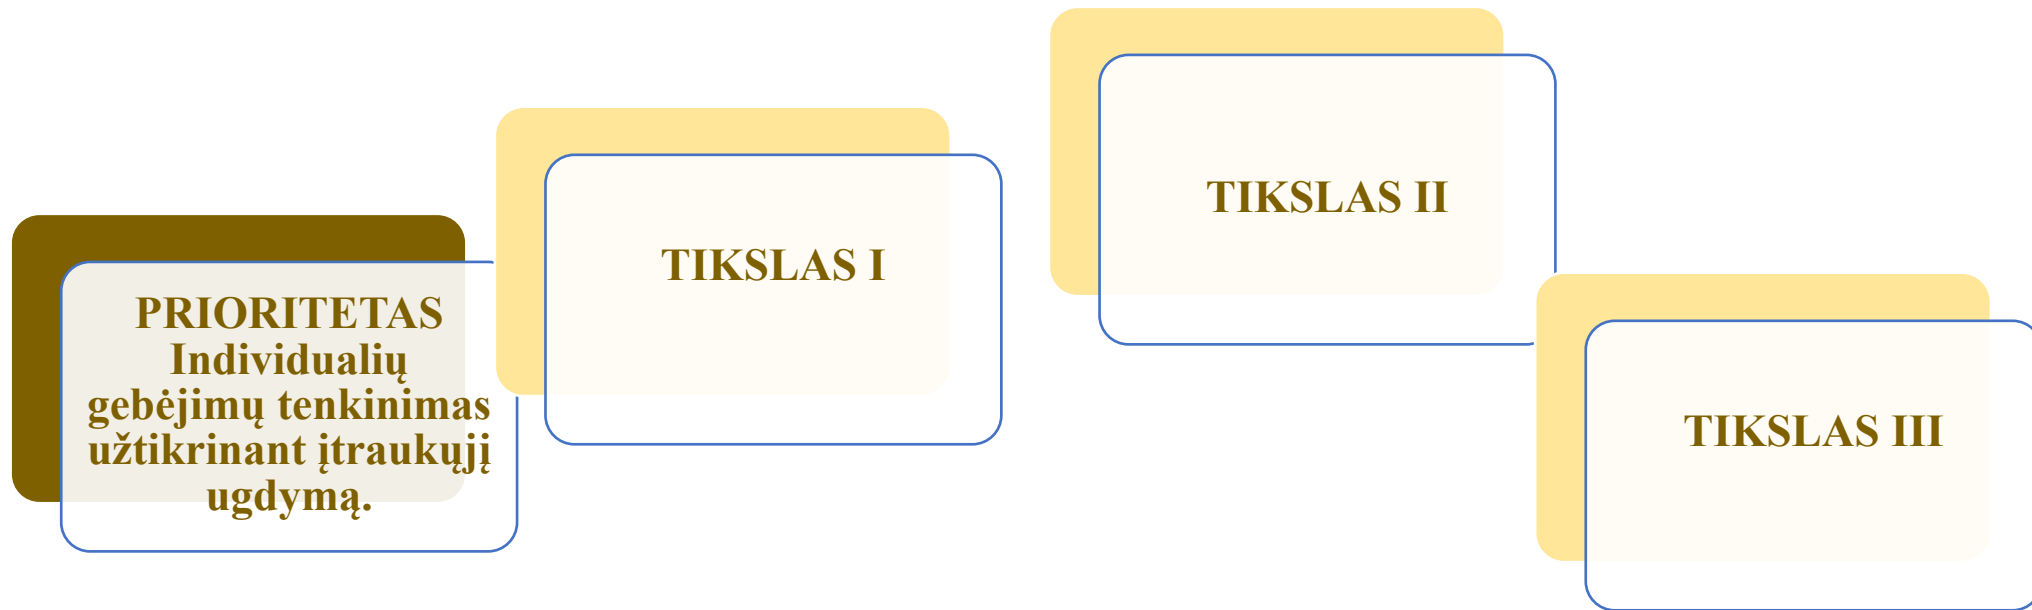 PRIORITETAS
Individualių
gebėjimų tenkinimas
užtikrinant įtraukųjį
ugdymą.
TIKSLAS I
TIKSLAS II
TIKSLAS III